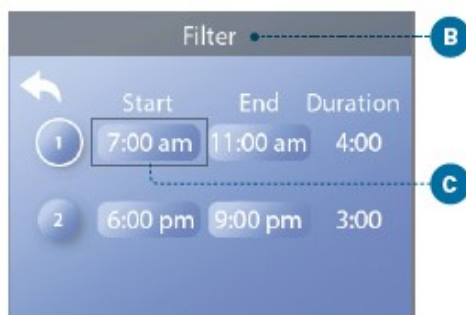 Filter
B
Start End Duration
1 7:00 am 11:00 am 4:00
C
2 6:00 pm 9:00 pm 3:00